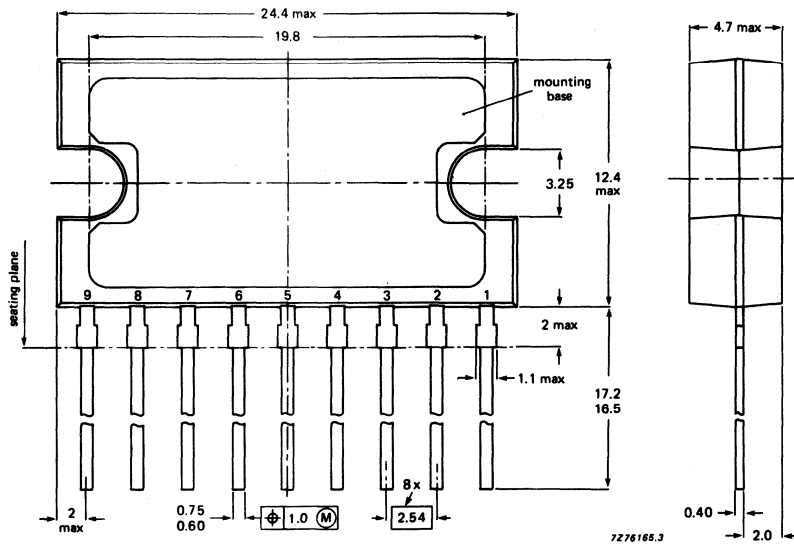 24.4 max
19.8
4.7 max
mounting
base
3.25
12.4
max
seating plane
9 8 7 6 5 4 3 2 1
2 max
1.1 max
17.2
16.5
8x
2
max
0.75
0.60
⌖ 1.0 Ⓜ
2.54
0.40
2.0
7Z76165.3